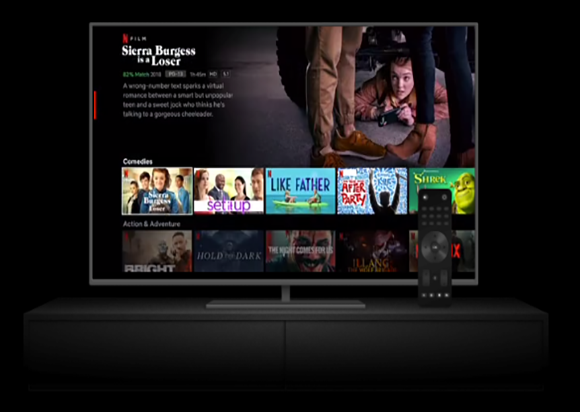 N FILM
Sierra Burgess
is a Loser
82% Match 2018 PG-13 1h45m HD 5.1
A wrong-number text sparks a virtual
romance between a smart but unpopular
teen and a sweet jock who thinks he's
talking to a gorgeous cheerleader.
Comedies
Sierra Burgess is a Loser
set it up
LIKE FATHER
THE AFTER PARTY
SHREK
Action & Adventure
BRIGHT
HOLD THE DARK
THE NIGHT COMES FOR US
ILLANG
THE WOLF BRIGADE